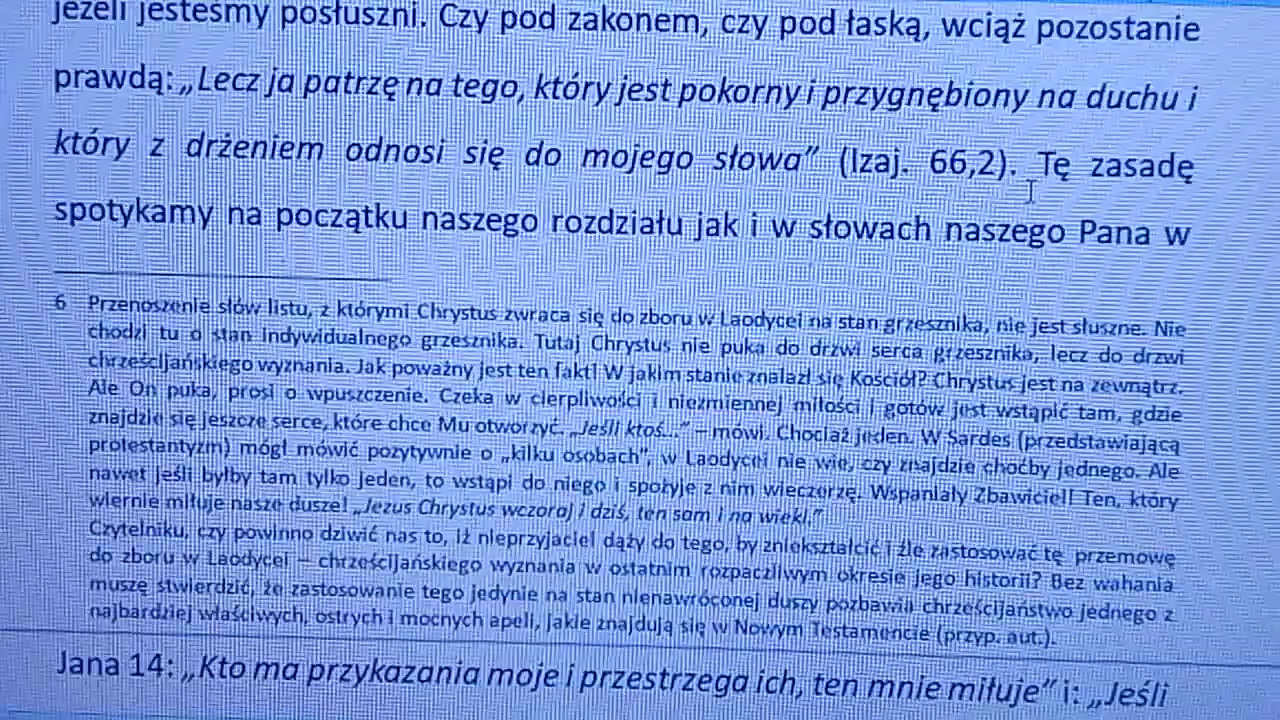 jeżeli jesteśmy posłuszni. Czy pod zakonem, czy pod łaską, wciąż pozostanie
prawdą: „Lecz ja patrzę na tego, który jest pokorny i przygnębiony na duchu i
który z drżeniem odnosi się do mojego słowa” (Izaj. 66,2). Tę zasadę
spotykamy na początku naszego rozdziału jak i w słowach naszego Pana w
6 Przenoszenie słów listu, z którymi Chrystus zwraca się do zboru w Laodycei na stan grzesznika, nie jest słuszne. Nie
chodzi tu o stan indywidualnego grzesznika. Tutaj Chrystus nie puka do drzwi serca grzesznika, lecz do drzwi
chrześcijańskiego wyznania. Jak poważny jest ten fakt! W jakim stanie znalazł się Kościół? Chrystus jest na zewnątrz.
Ale On puka, prosi o wpuszczenie. Czeka w cierpliwości i niezmiennej miłości i gotów jest wstąpić tam, gdzie
znajdzie się jeszcze serce, które chce Mu otworzyć. „Jeśli ktoś...” – mówi. Chociaż jeden. W Sardes (przedstawiającą
protestantyzm) mógł mówić pozytywnie o „kilku osobach”, w Laodycei nie wie, czy znajdzie choćby jednego. Ale
nawet jeśli byłby tam tylko jeden, to wstąpi do niego i spożyje z nim wieczerzę. Wspaniały Zbawiciel! Ten, który
wiernie miłuje nasze dusze! „Jezus Chrystus wczoraj i dziś, ten sam i na wieki.”
Czytelniku, czy powinno dziwić nas to, iż nieprzyjaciel dąży do tego, by zniekształcić i źle zastosować tę przemowę
do zboru w Laodycei – chrześcijańskiego wyznania w ostatnim rozpaczliwym okresie jego historii? Bez wahania
muszę stwierdzić, że zastosowanie tego jedynie na stan nienawróconej duszy pozbawia chrześcijaństwo jednego z
najbardziej właściwych, ostrych i mocnych apeli, jakie znajdują się w Nowym Testamencie (przyp. aut.).
Jana 14: „Kto ma przykazania moje i przestrzega ich, ten mnie miłuje” i: „Jeśli